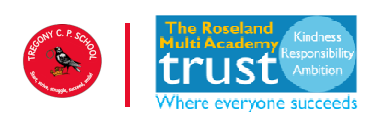 TREGONY C. P. SCHOOL
The Roseland
Multi Academy
trust
Kindness
Responsibility
Ambition
Where everyone succeeds